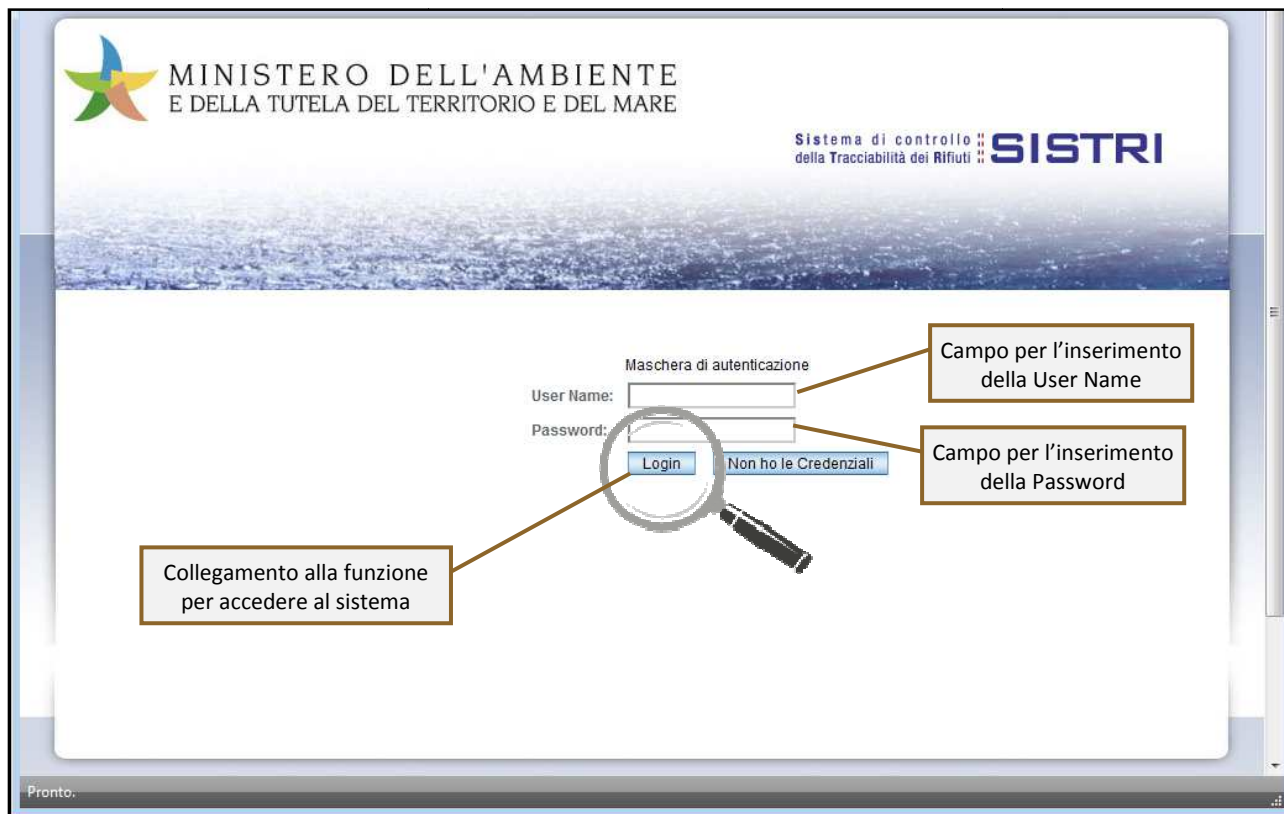 MINISTERO DELL'AMBIENTE
E DELLA TUTELA DEL TERRITORIO E DEL MARE
Sistema di controllo
della Tracciabilità dei Rifiuti
SISTRI
Maschera di autenticazione
User Name:
Password:
Login
Non ho le Credenziali
Campo per l’inserimento
della User Name
Campo per l’inserimento
della Password
Collegamento alla funzione
per accedere al sistema
Pronto.